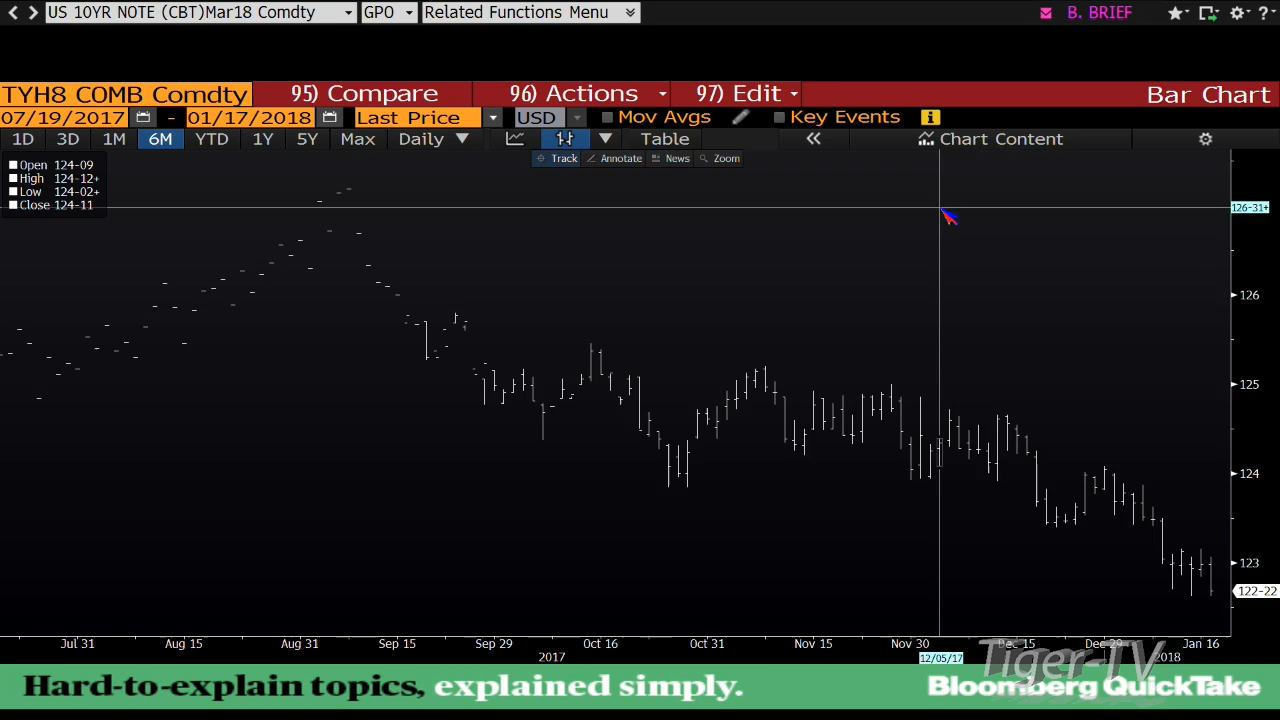 US 10YR NOTE (CBT)Mar18 Comdty GPO Related Functions Menu B. BRIEF ?
TYH8 COMB Comdty 95) Compare 96) Actions 97) Edit Bar Chart
07/19/2017 - 01/17/2018 Last Price USD Mov Avgs Key Events i
1D 3D 1M 6M YTD 1Y 5Y Max Daily Table « Chart Content
Track Annotate News Zoom
Open 124-09
High 124-12+
Low 124-02+
Close 124-11
126-31+
126
125
124
123
122-22
Jul 31 Aug 15 Aug 31 Sep 15 Sep 29 Oct 16 Oct 31 Nov 15 Nov 30 Dec 15 Dec 29 Jan 16
2017 12/05/17 2018
Tiger-TV
Hard-to-explain topics, explained simply. Bloomberg QuickTake